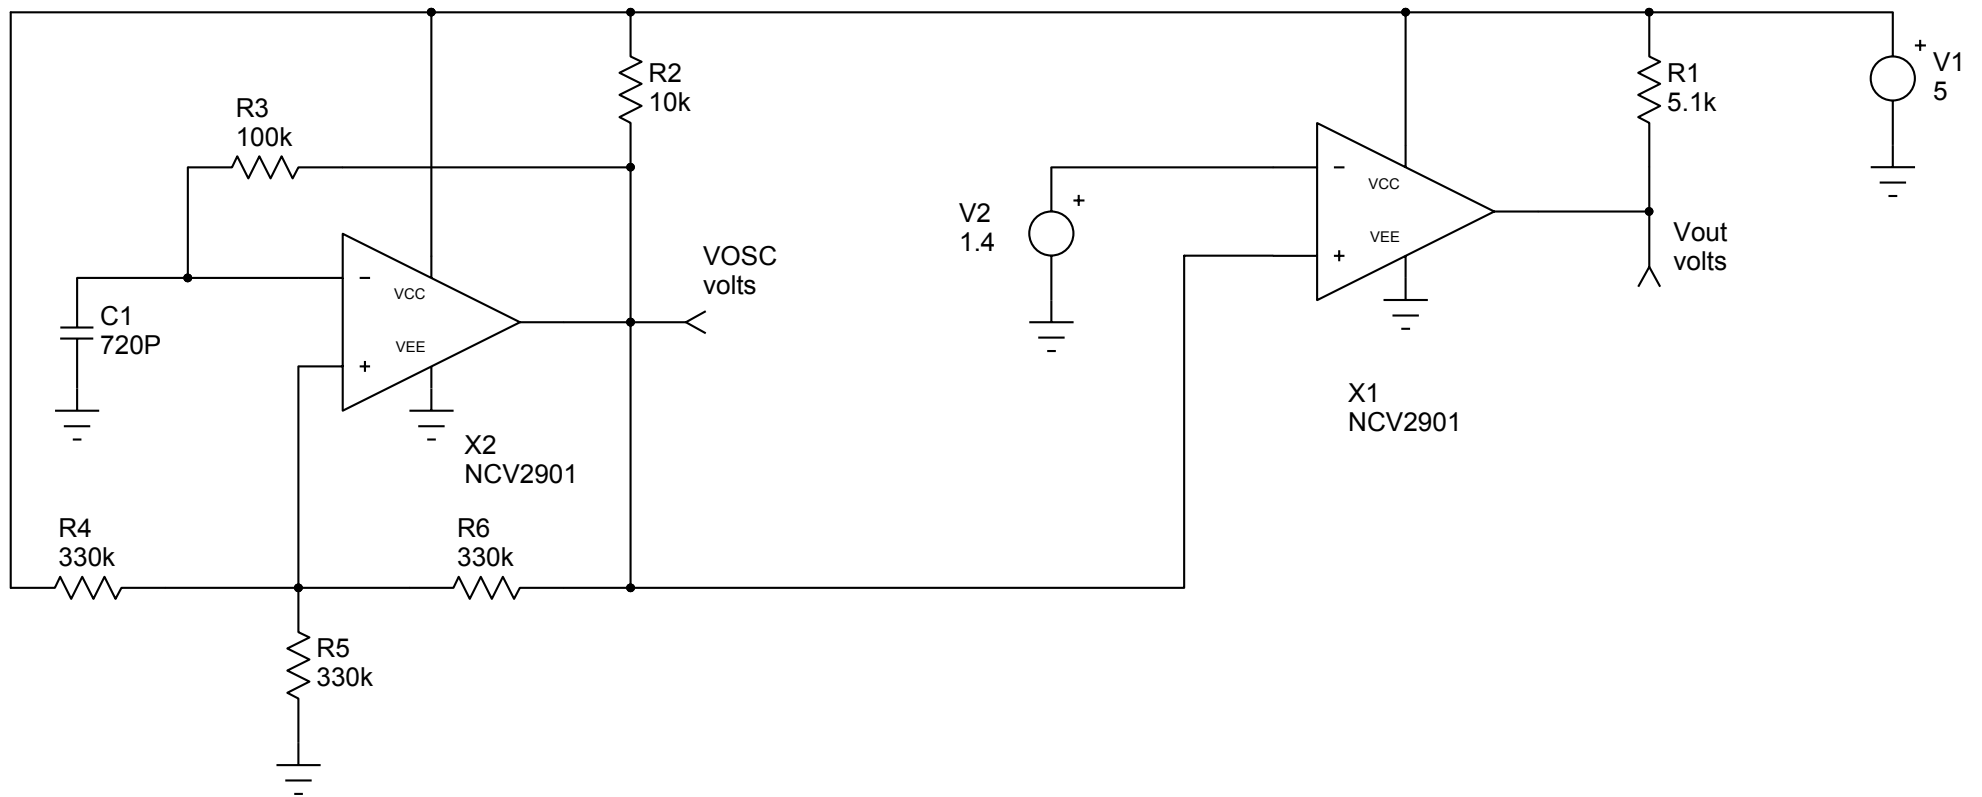 R2
10k
R1
5.1k
+
V1
5
R3
100k
−
VCC
V2
1.4
+
VEE
+
Vout
volts
VOSC
volts
−
VCC
VEE
+
C1
720P
X1
NCV2901
X2
NCV2901
R4
330k
R6
330k
R5
330k